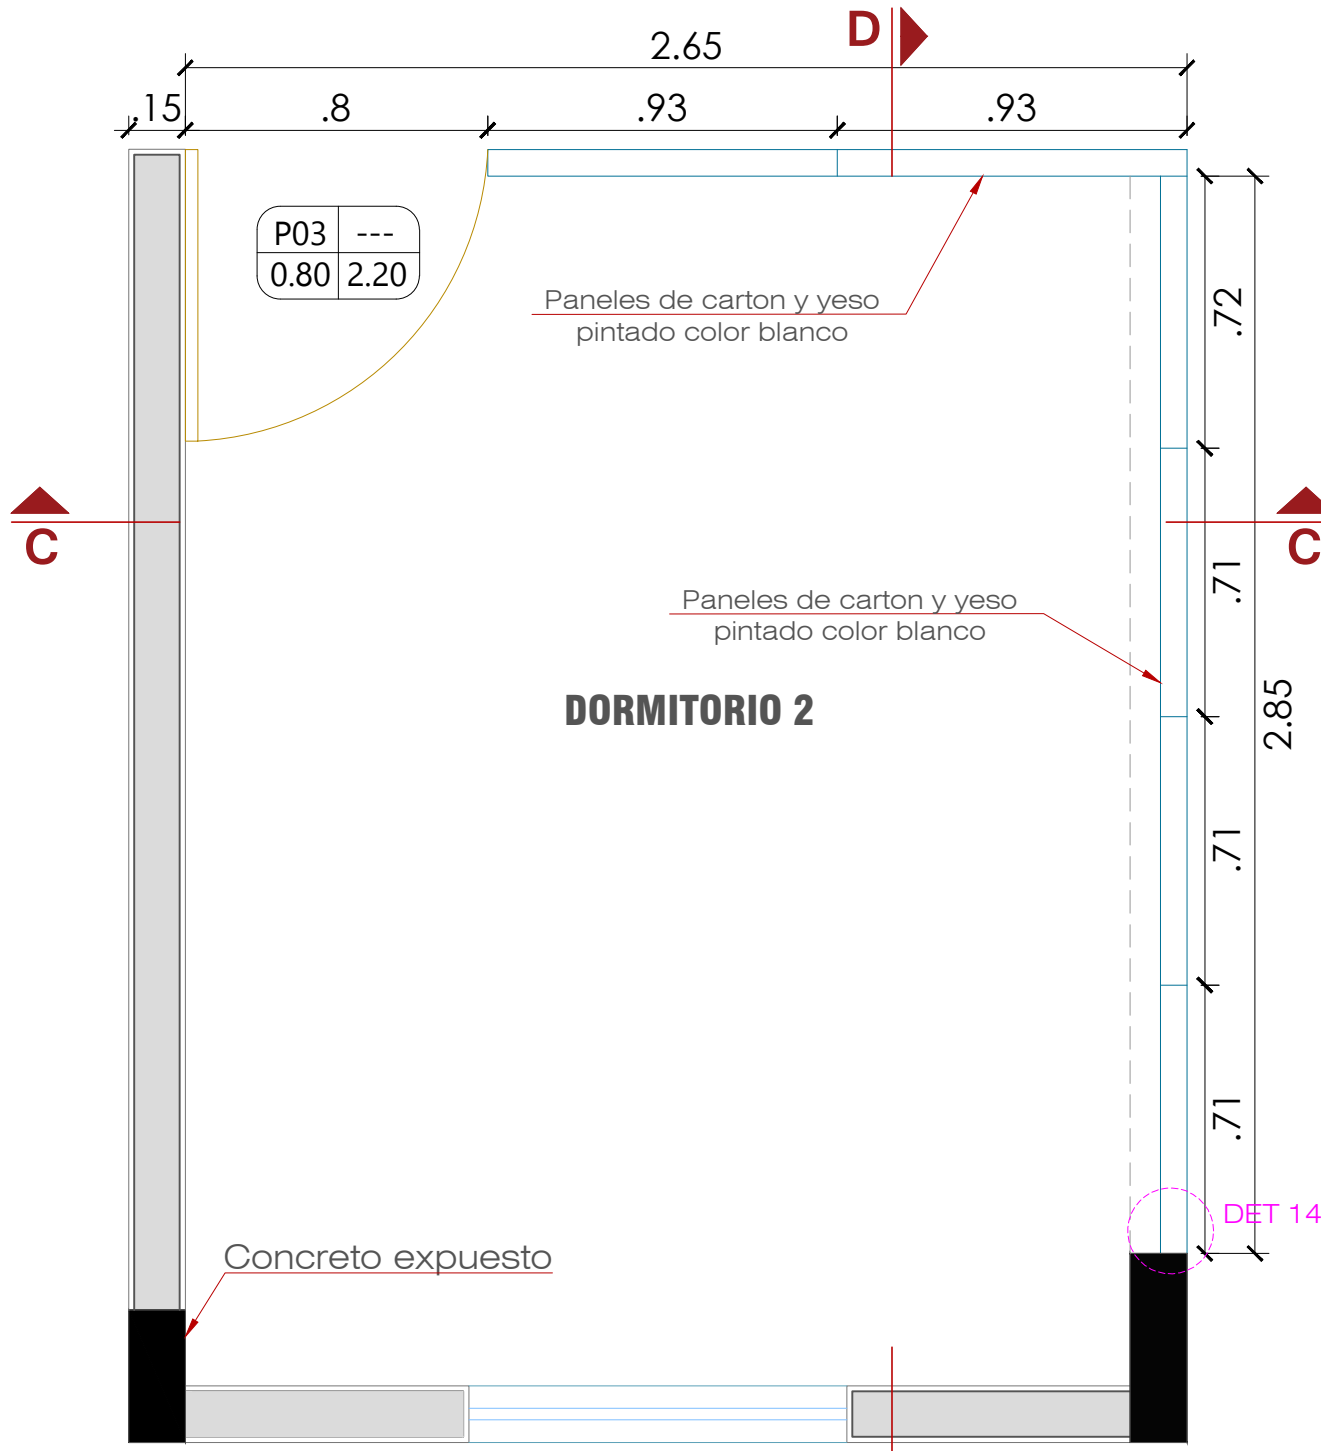 D
2.65
.15
.8
.93
.93
P03 ---
0.80 2.20
Paneles de carton y yeso
pintado color blanco
.72
C
C
.71
Paneles de carton y yeso
pintado color blanco
DORMITORIO 2
2.85
.71
.71
DET 14
Concreto expuesto